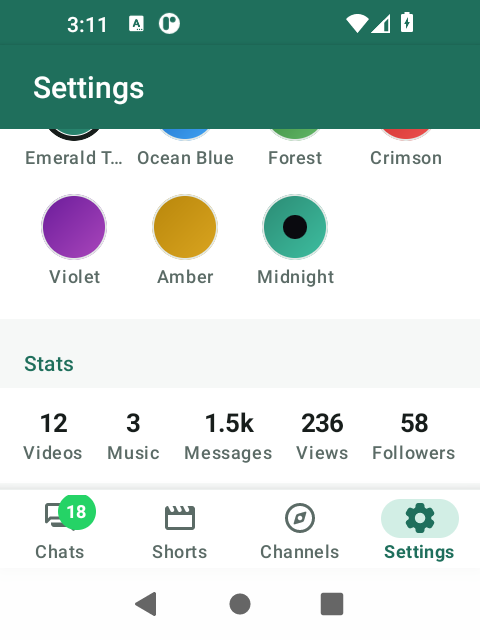 3:11
Settings
Emerald T...
Ocean Blue
Forest
Crimson
Violet
Amber
Midnight
Stats
12
3
1.5k
236
58
Videos
Music
Messages
Views
Followers
18
Chats
Shorts
Channels
Settings